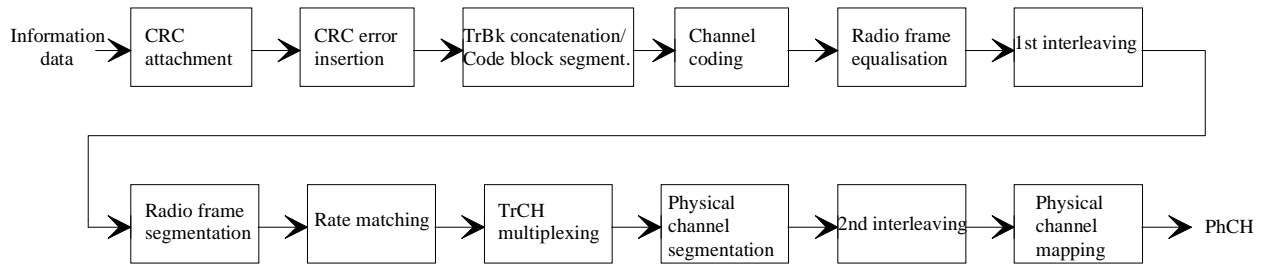 Information
data
CRC
attachment
CRC error
insertion
TrBk concatenation/
Code block segment.
Channel
coding
Radio frame
equalisation
1st interleaving
Radio frame
segmentation
Rate matching
TrCH
multiplexing
Physical
channel
segmentation
2nd interleaving
Physical
channel
mapping
PhCH